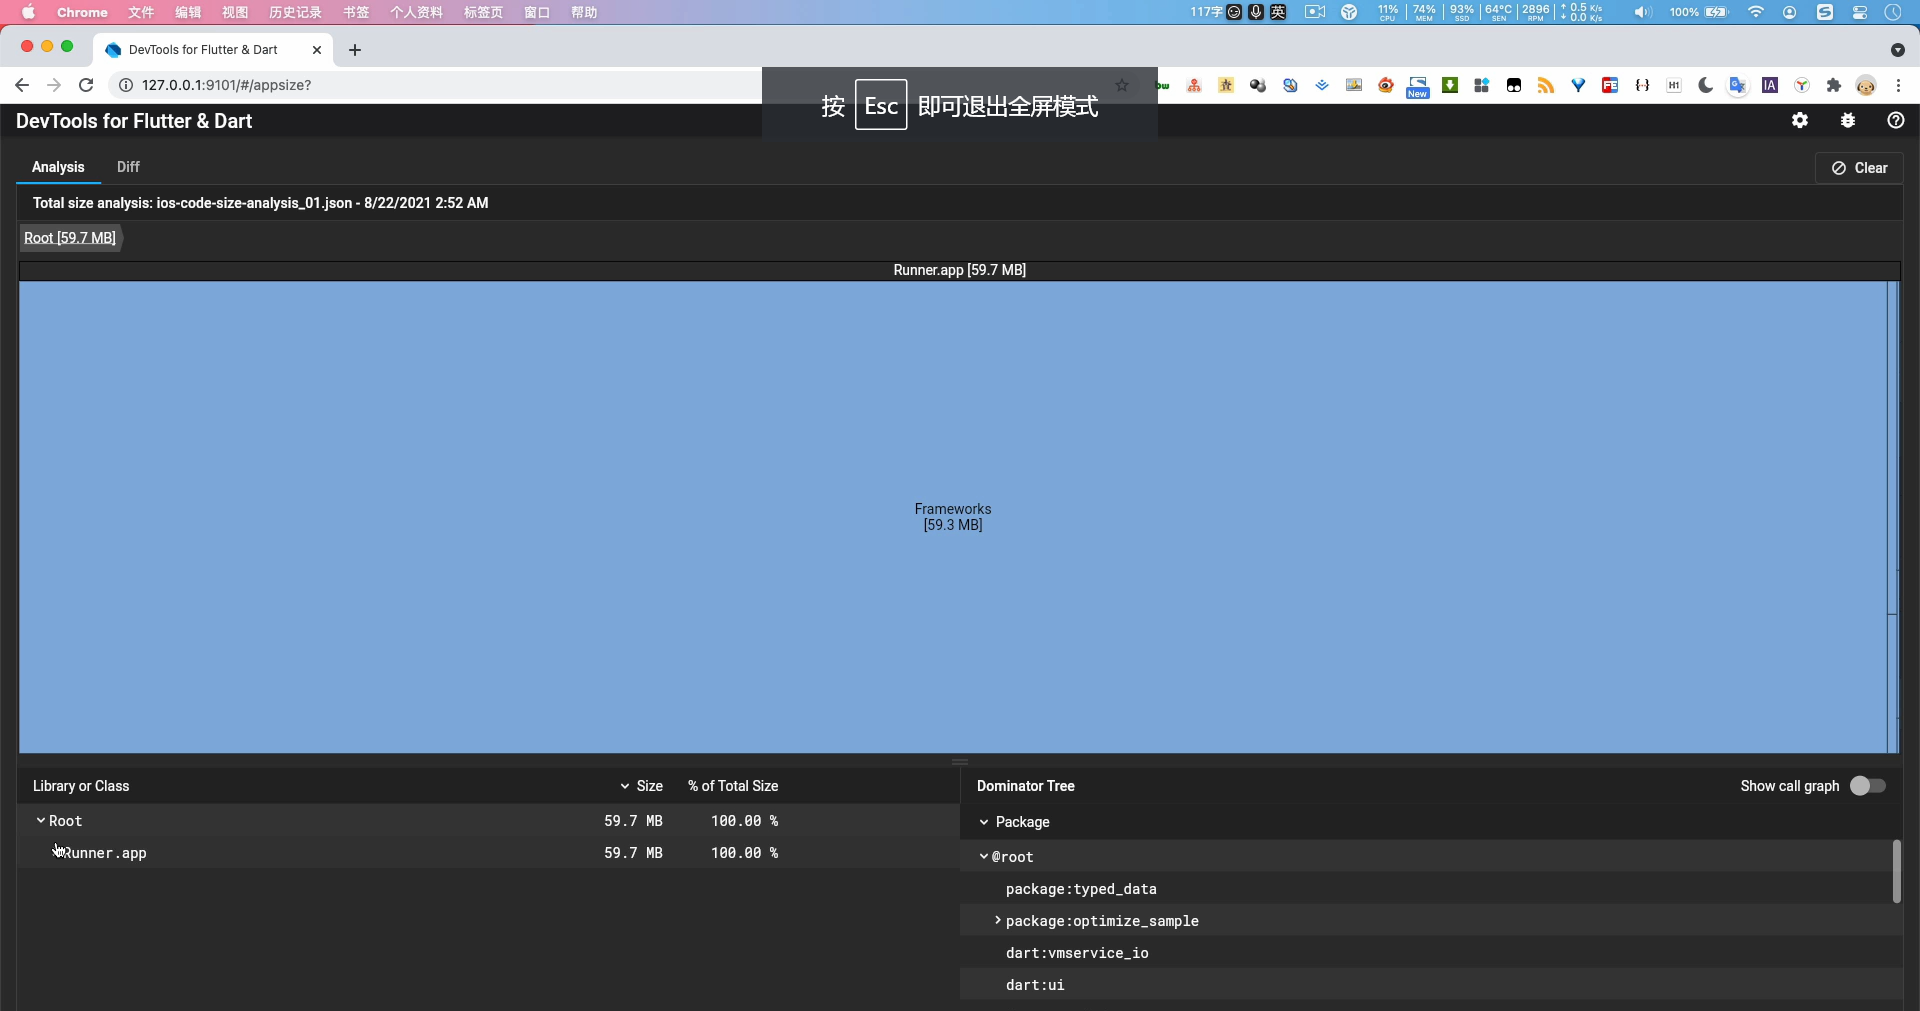 Chrome 文件 编辑 视图 历史记录 书签 个人资料 标签页 窗口 帮助 117字 英 11% CPU 74% MEM 93% SSD 64°C SEN 2896 RPM 0.5 K/s 0.0 K/s 100%
DevTools for Flutter & Dart
127.0.0.1:9101/#/appsize?
按 Esc 即可退出全屏模式
DevTools for Flutter & Dart
Analysis Diff Clear
Total size analysis: ios-code-size-analysis_01.json - 8/22/2021 2:52 AM
Root [59.7 MB]
Runner.app [59.7 MB]
Frameworks
[59.3 MB]
Library or Class Size % of Total Size Dominator Tree Show call graph
Root 59.7 MB 100.00 % Package
Runner.app 59.7 MB 100.00 % @root
package:typed_data
package:optimize_sample
dart:vmservice_io
dart:ui